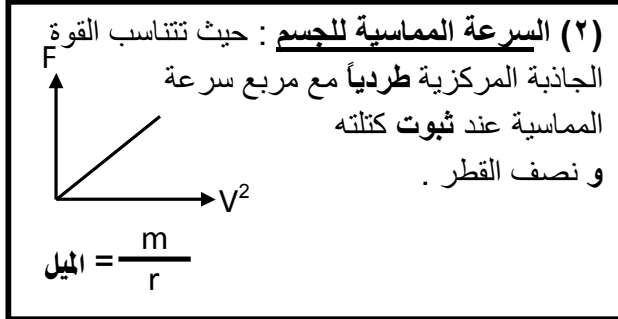 (٢) السرعة المماسية للجسم : حيث تتناسب القوة
الجاذبة المركزية طردياً مع مربع سرعة
المماسية عند ثبوت كتلته
و نصف القطر .
F
V²
الميل = m
r